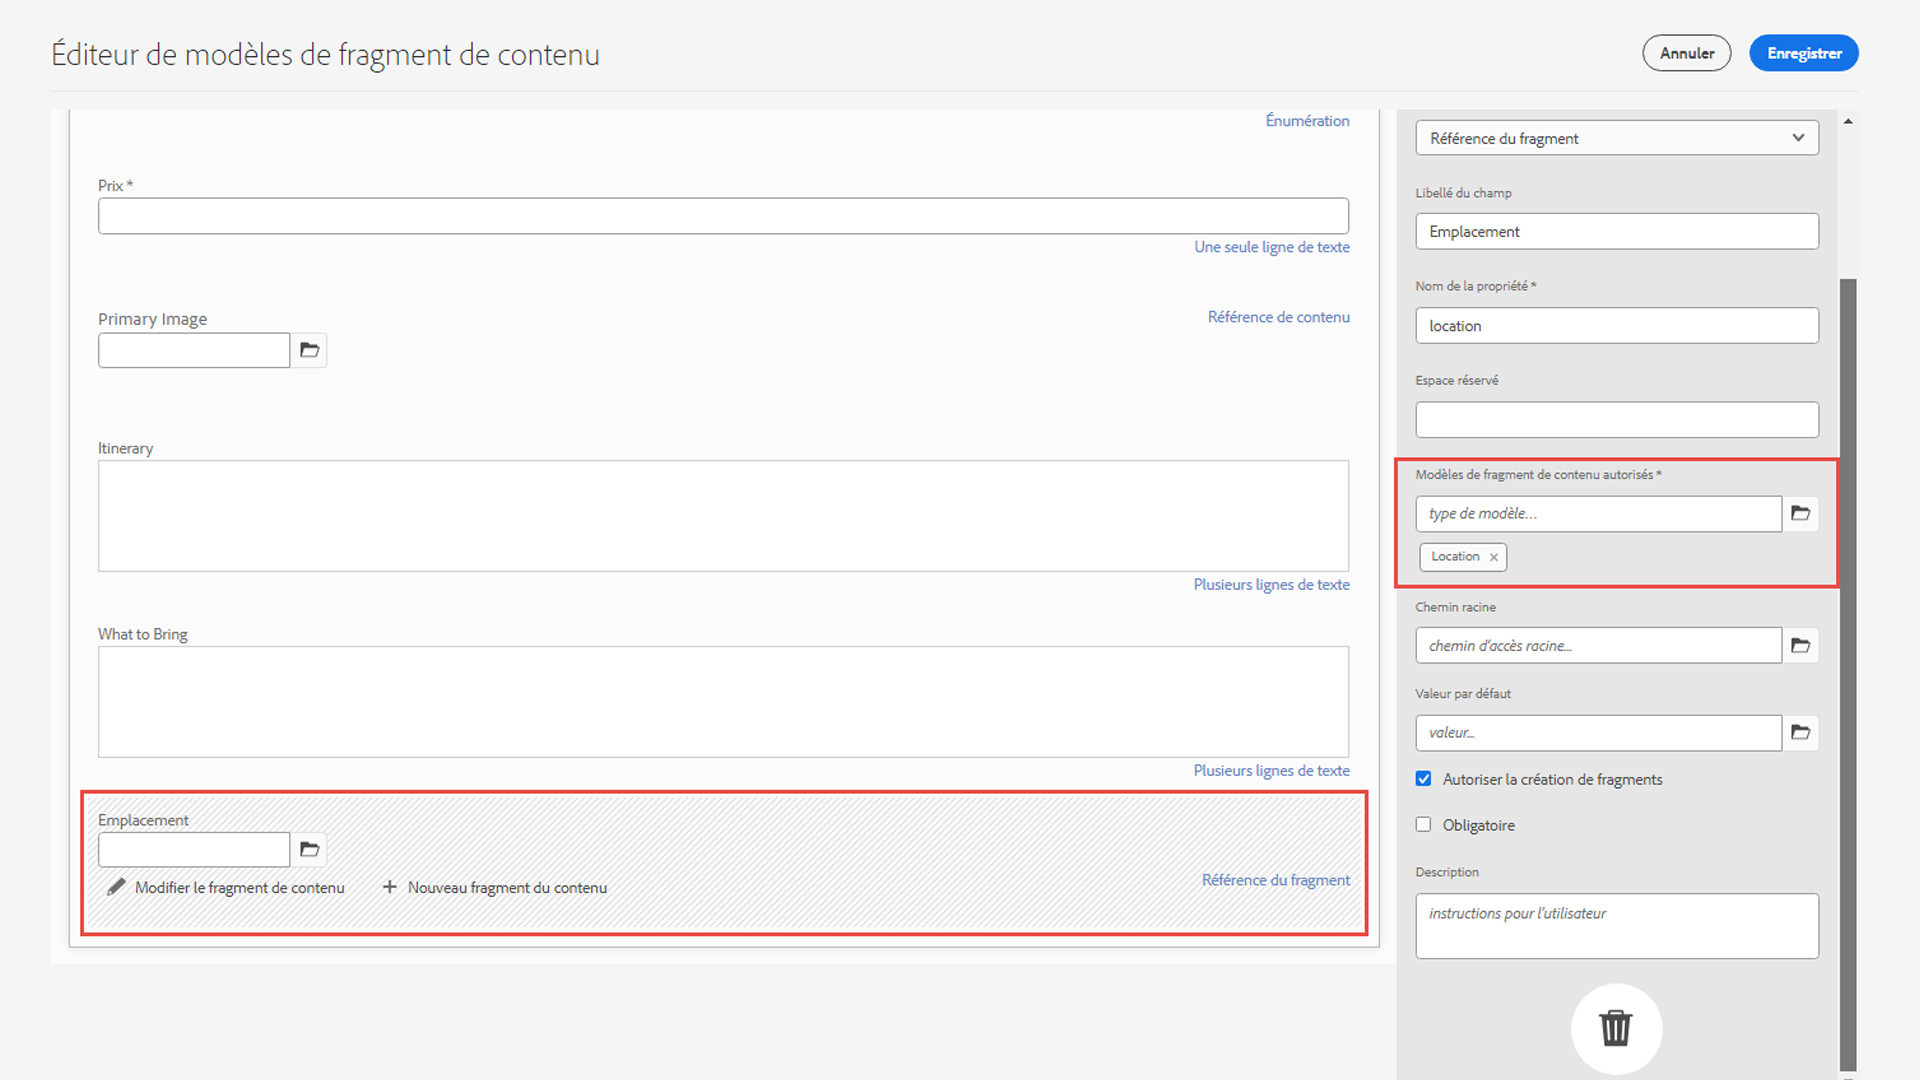 Éditeur de modèles de fragment de contenu
Annuler
Enregistrer
Énumération
Prix *
Une seule ligne de texte
Primary Image
Référence de contenu
Itinerary
Plusieurs lignes de texte
What to Bring
Plusieurs lignes de texte
Emplacement
Modifier le fragment de contenu
Nouveau fragment du contenu
Référence du fragment
Référence du fragment
Libellé du champ
Emplacement
Nom de la propriété *
location
Espace réservé
Modèles de fragment de contenu autorisés *
type de modèle...
Location ×
Chemin racine
chemin d'accès racine...
Valeur par défaut
valeur...
Autoriser la création de fragments
Obligatoire
Description
instructions pour l'utilisateur